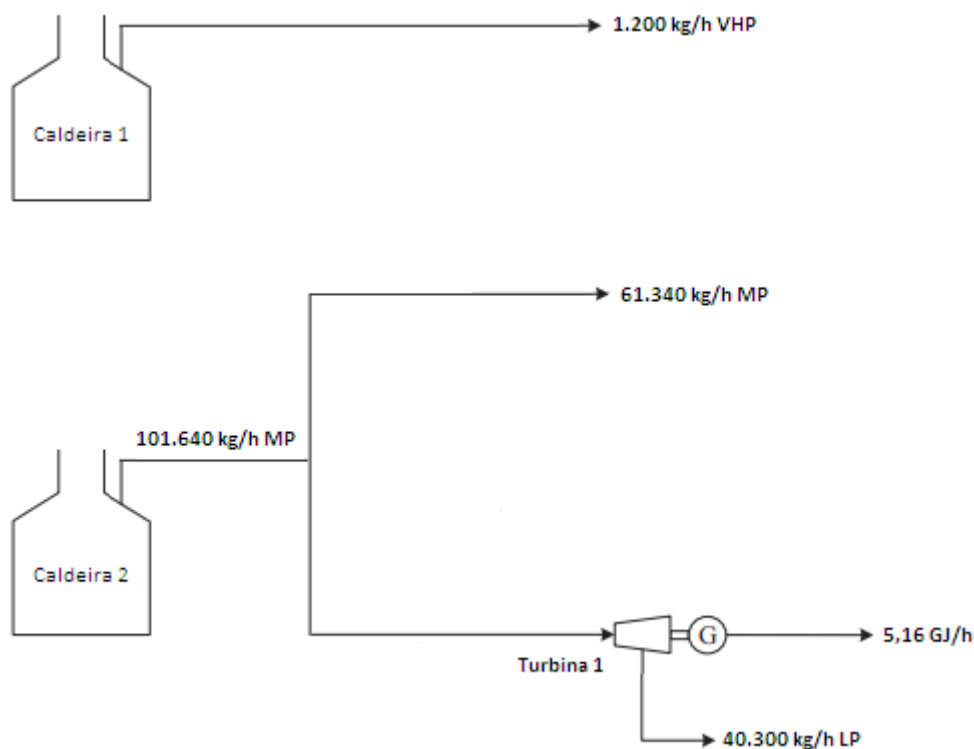 1.200 kg/h VHP
Caldeira 1
61.340 kg/h MP
101.640 kg/h MP
Caldeira 2
G
5,16 GJ/h
Turbina 1
40.300 kg/h LP